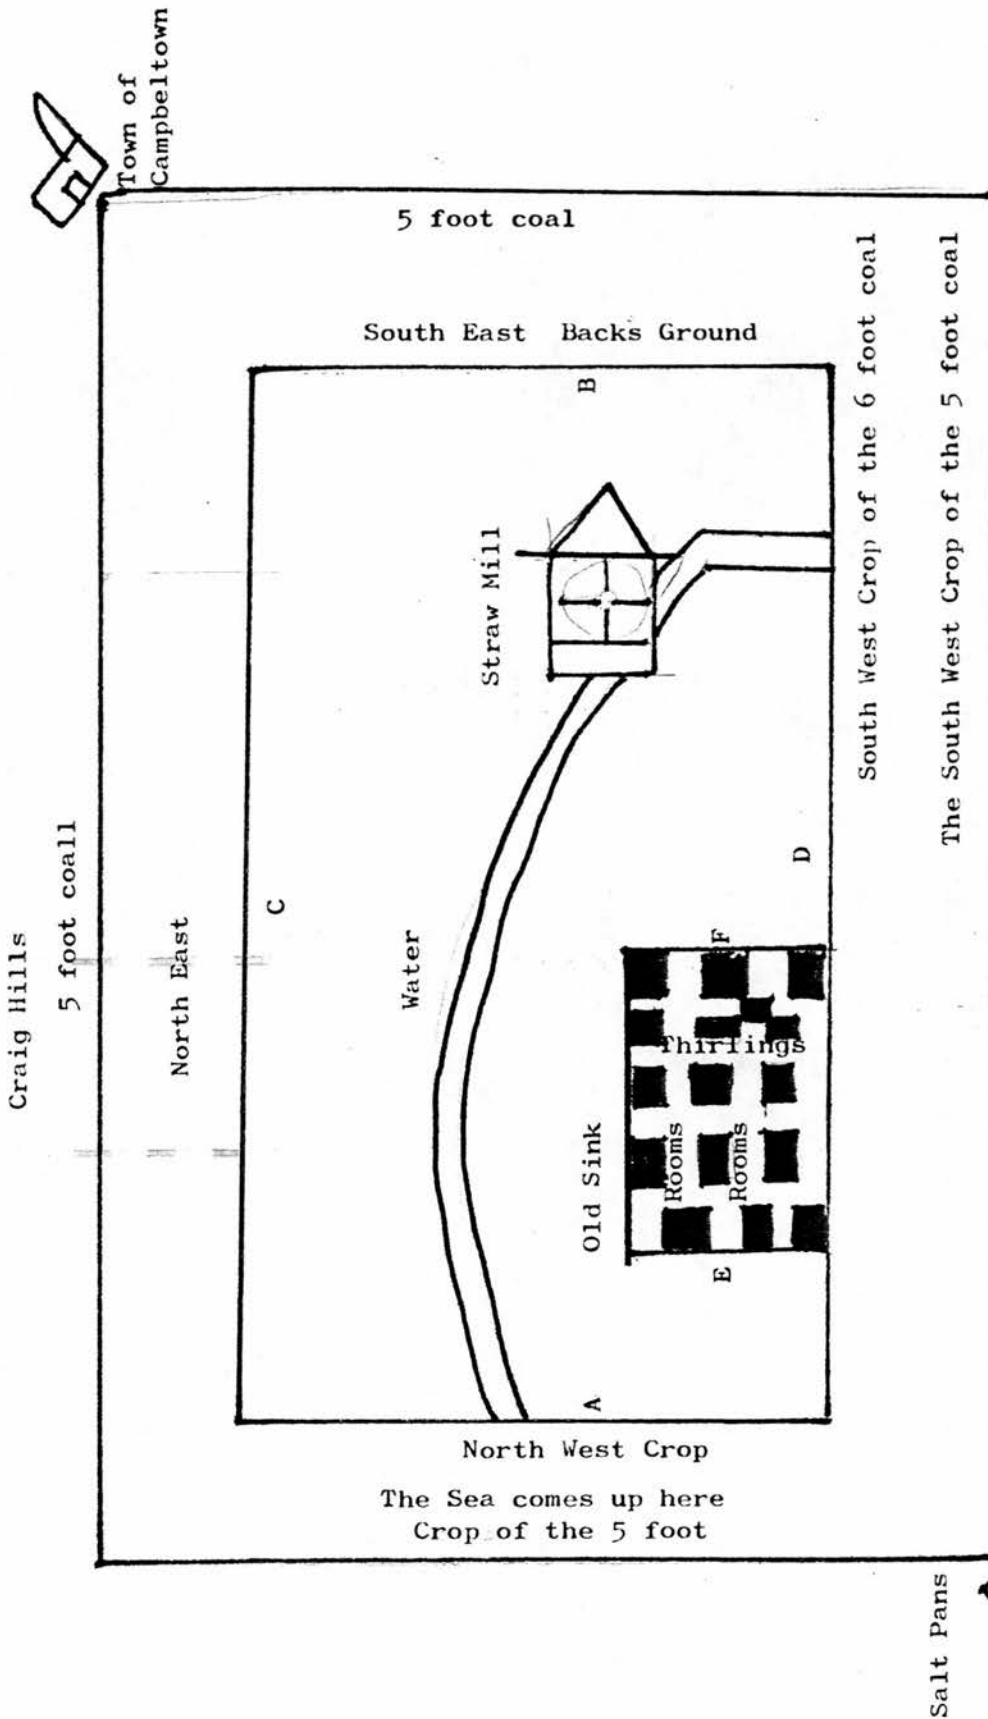 Craig Hills
5 foot coall
North East
Town of
Campbeltown
5 foot coal
South East Backs Ground
B
C
Straw Mill
Water
South West Crop of the 6 foot coal
The South West Crop of the 5 foot coal
D
Old Sink
F
Thirlings
Rooms
Rooms
E
A
North West Crop
The Sea comes up here
Crop of the 5 foot
Salt Pans